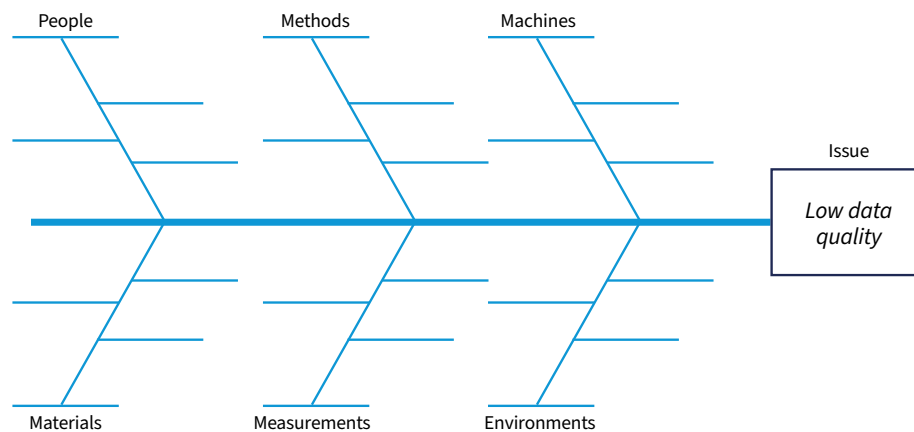 People
Methods
Machines
Issue
Low data
quality
Materials
Measurements
Environments